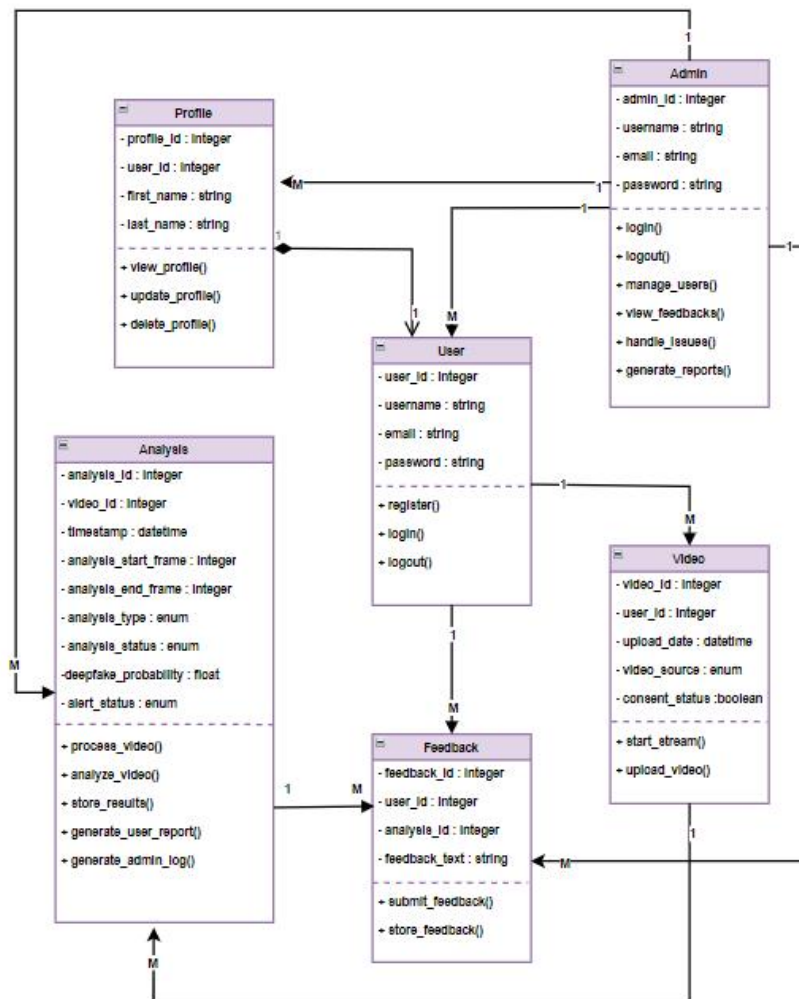 1
Admin
- admin_id : integer
- username : string
- email : string
- password : string
+ login()
+ logout()
+ manage_users()
+ view_feedbacks()
+ handle_issues()
+ generate_reports()
Profile
- profile_id : integer
- user_id : integer
- first_name : string
- last_name : string
+ view_profile()
+ update_profile()
+ delete_profile()
M
1
1
1
1
1
M
User
- user_id : integer
- username : string
- email : string
- password : string
+ register()
+ login()
+ logout()
1
M
Analysis
- analysis_id : integer
- video_id : integer
- timestamp : datetime
- analysis_start_frame : integer
- analysis_end_frame : integer
- analysis_type : enum
- analysis_status : enum
-deepfake_probability : float
- alert_status : enum
+ process_video()
+ analyze_video()
+ store_results()
+ generate_user_report()
+ generate_admin_log()
M
Video
- video_id : integer
- user_id : integer
- upload_date : datetime
- video_source : enum
- consent_status :boolean
+ start_stream()
+ upload_video()
1
M
Feedback
- feedback_id : integer
- user_id : integer
- analysis_id : integer
- feedback_text : string
+ submit_feedback()
+ store_feedback()
1
M
1
M
M